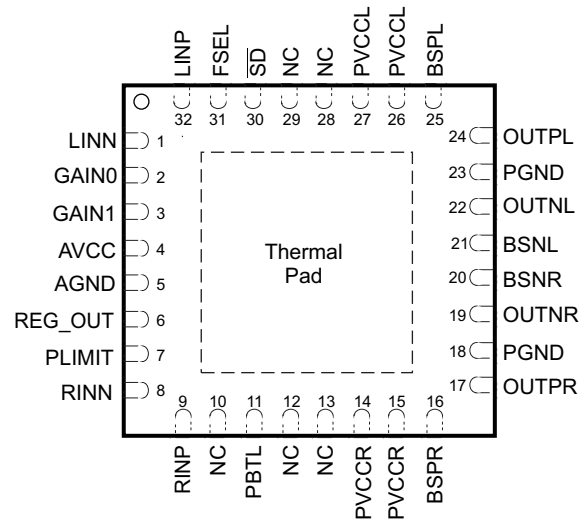 LINP
FSEL
S̅D̅
NC
NC
PVCCL
PVCCL
BSPL
32
31
30
29
28
27
26
25
LINN 1
GAIN0 2
GAIN1 3
AVCC 4
AGND 5
REG_OUT 6
PLIMIT 7
RINN 8
Thermal
Pad
24 OUTPL
23 PGND
22 OUTNL
21 BSNL
20 BSNR
19 OUTNR
18 PGND
17 OUTPR
9
10
11
12
13
14
15
16
RINP
NC
PBTL
NC
NC
PVCCR
PVCCR
BSPR